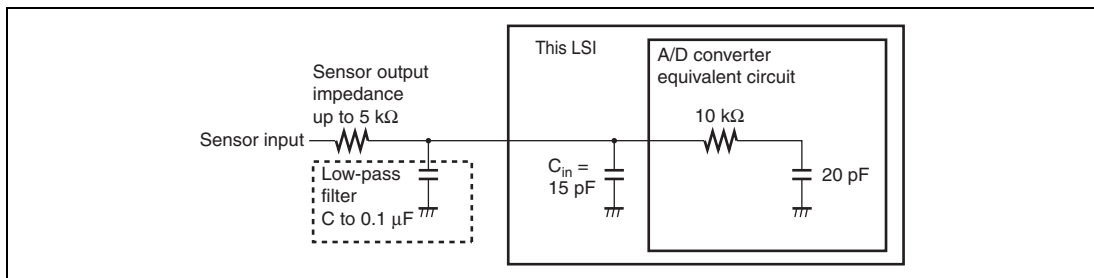 This LSI
A/D converter
equivalent circuit
Sensor output
impedance
up to 5 kΩ
10 kΩ
Sensor input
Low-pass
filter
C to 0.1 μF
Cin =
15 pF
20 pF